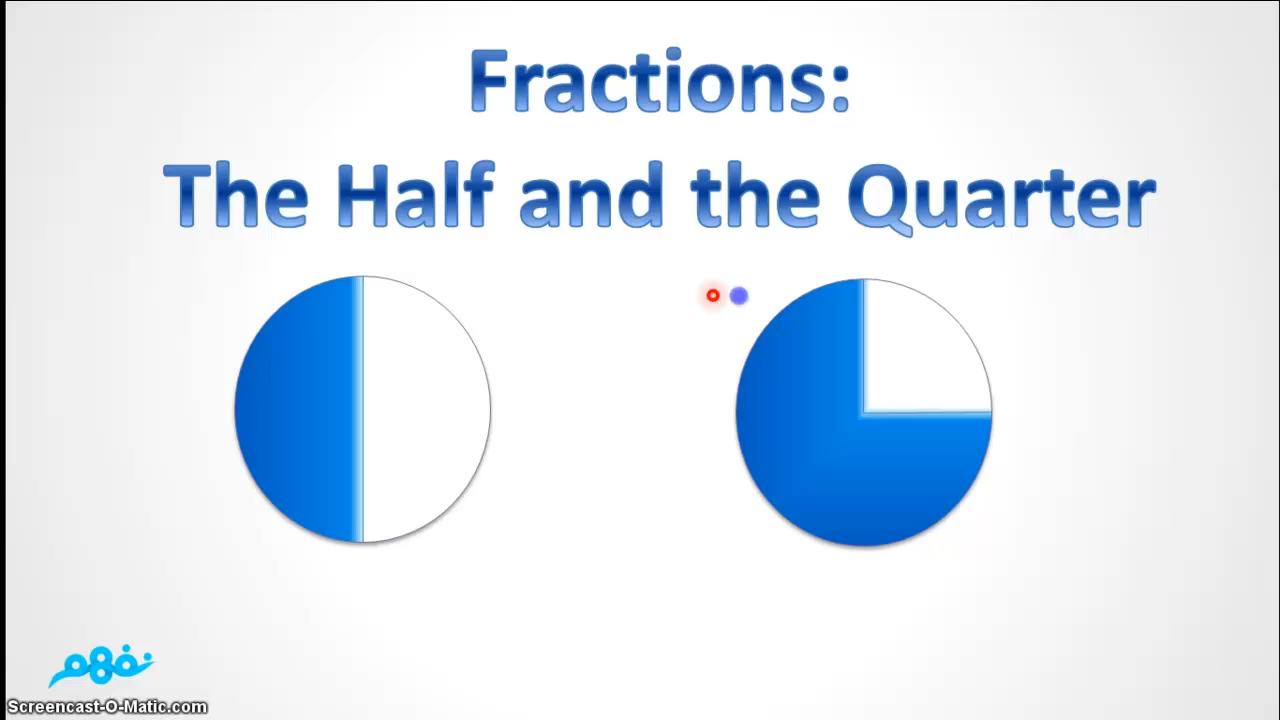 Fractions:
The Half and the Quarter
نفهم
Screencast-O-Matic.com